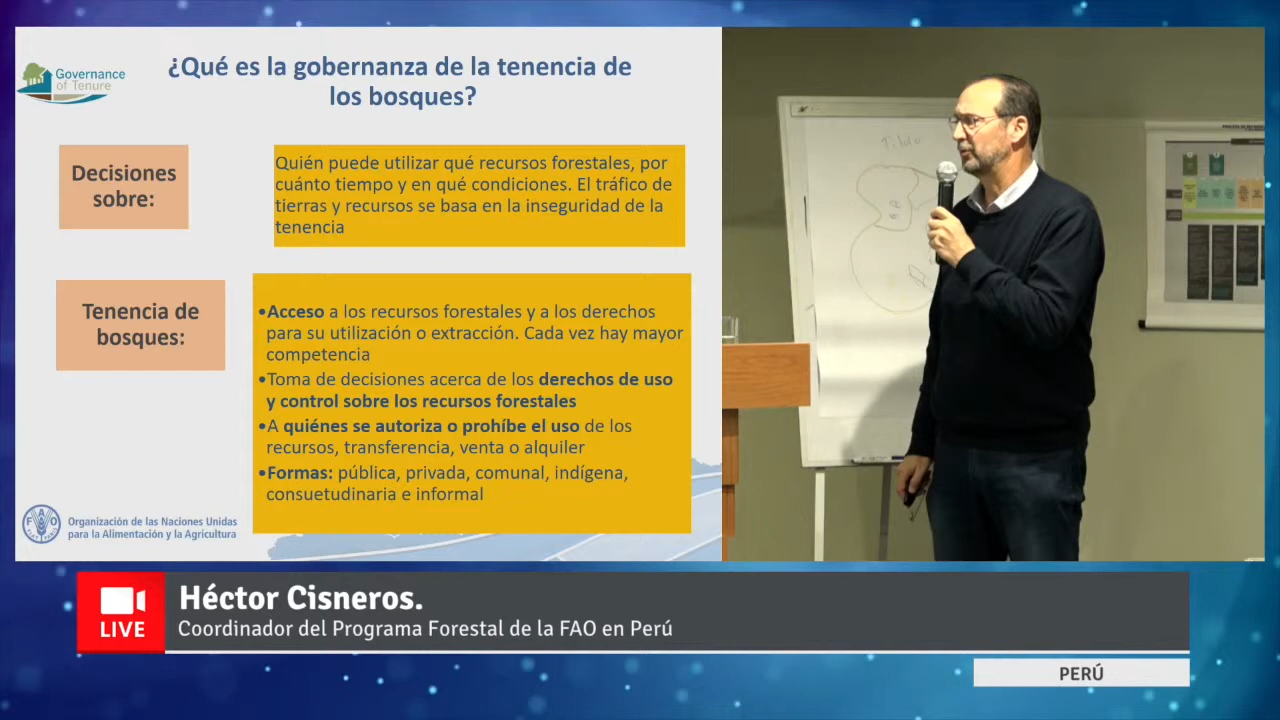 Governance
of Tenure
¿Qué es la gobernanza de la tenencia de
los bosques?
Decisiones
sobre:
Quién puede utilizar qué recursos forestales, por
cuánto tiempo y en qué condiciones. El tráfico de
tierras y recursos se basa en la inseguridad de la
tenencia
Tenencia de
bosques:
•Acceso a los recursos forestales y a los derechos
para su utilización o extracción. Cada vez hay mayor
competencia
•Toma de decisiones acerca de los derechos de uso
y control sobre los recursos forestales
•A quiénes se autoriza o prohíbe el uso de los
recursos, transferencia, venta o alquiler
•Formas: pública, privada, comunal, indígena,
consuetudinaria e informal
Organización de las Naciones Unidas
para la Alimentación y la Agricultura
LIVE
Héctor Cisneros.
Coordinador del Programa Forestal de la FAO en Perú
PERÚ